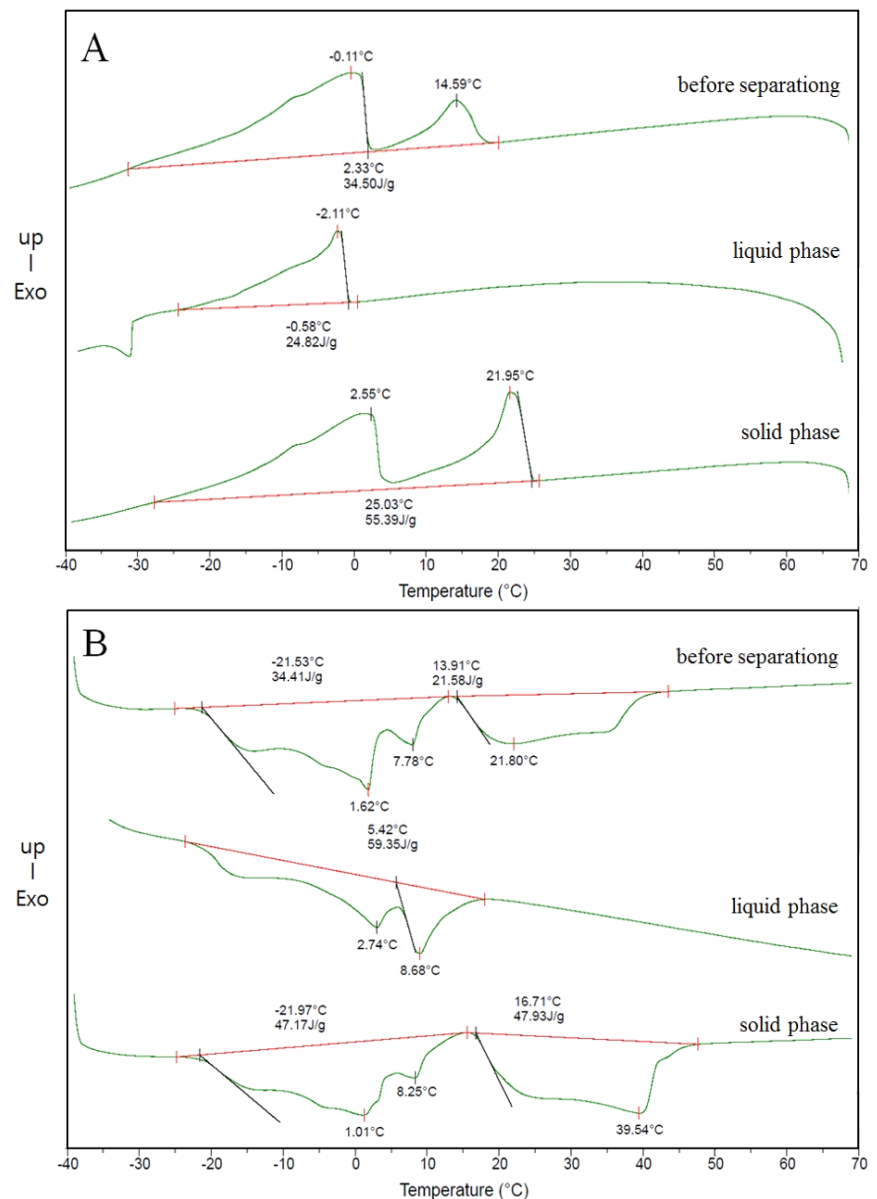 A
-0.11°C
14.59°C
before separationg
2.33°C
34.50J/g
-2.11°C
liquid phase
up
Exo
-0.58°C
24.82J/g
2.55°C
21.95°C
solid phase
25.03°C
55.39J/g
-40 -30 -20 -10 0 10 20 30 40 50 60 70
Temperature (°C)
B
-21.53°C
34.41J/g
13.91°C
21.58J/g
before separationg
7.78°C
21.80°C
1.62°C
5.42°C
59.35J/g
up
Exo
liquid phase
2.74°C
8.68°C
-21.97°C
47.17J/g
16.71°C
47.93J/g
solid phase
8.25°C
1.01°C
39.54°C
-40 -30 -20 -10 0 10 20 30 40 50 60 70
Temperature (°C)